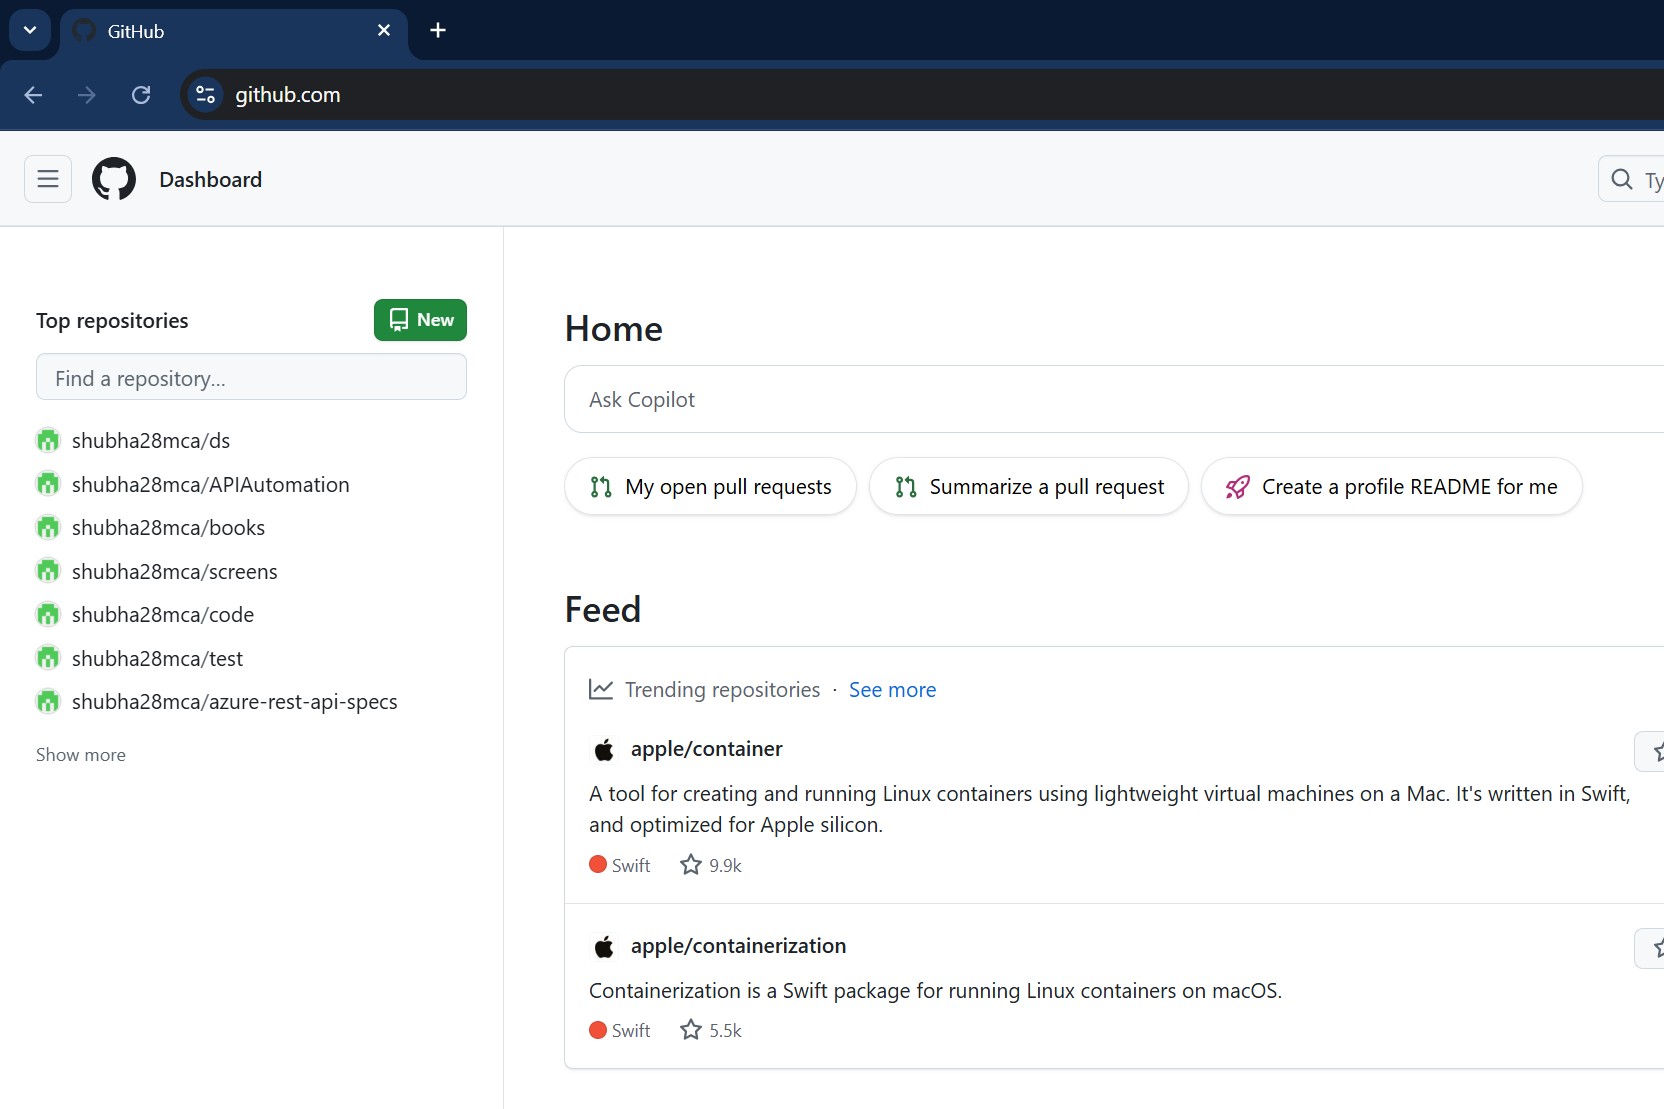 GitHub
github.com
Dashboard
Ty
Top repositories
New
Find a repository...
shubha28mca/ds
shubha28mca/APIAutomation
shubha28mca/books
shubha28mca/screens
shubha28mca/code
shubha28mca/test
shubha28mca/azure-rest-api-specs
Show more
Home
Ask Copilot
My open pull requests
Summarize a pull request
Create a profile README for me
Feed
Trending repositories · See more
apple/container
A tool for creating and running Linux containers using lightweight virtual machines on a Mac. It's written in Swift,
and optimized for Apple silicon.
Swift 9.9k
apple/containerization
Containerization is a Swift package for running Linux containers on macOS.
Swift 5.5k